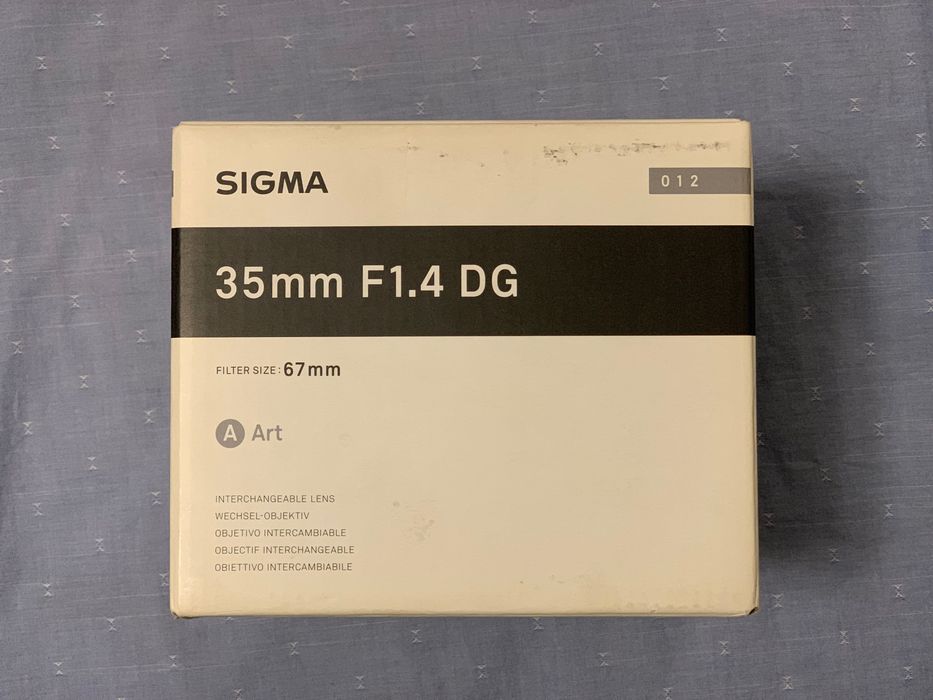 SIGMA
012
35mm F1.4 DG
FILTER SIZE: 67mm
A Art
INTERCHANGEABLE LENS
WECHSEL-OBJEKTIV
OBJETIVO INTERCAMBIABLE
OBJECTIF INTERCHANGEABLE
OBIETTIVO INTERCAMBIABILE